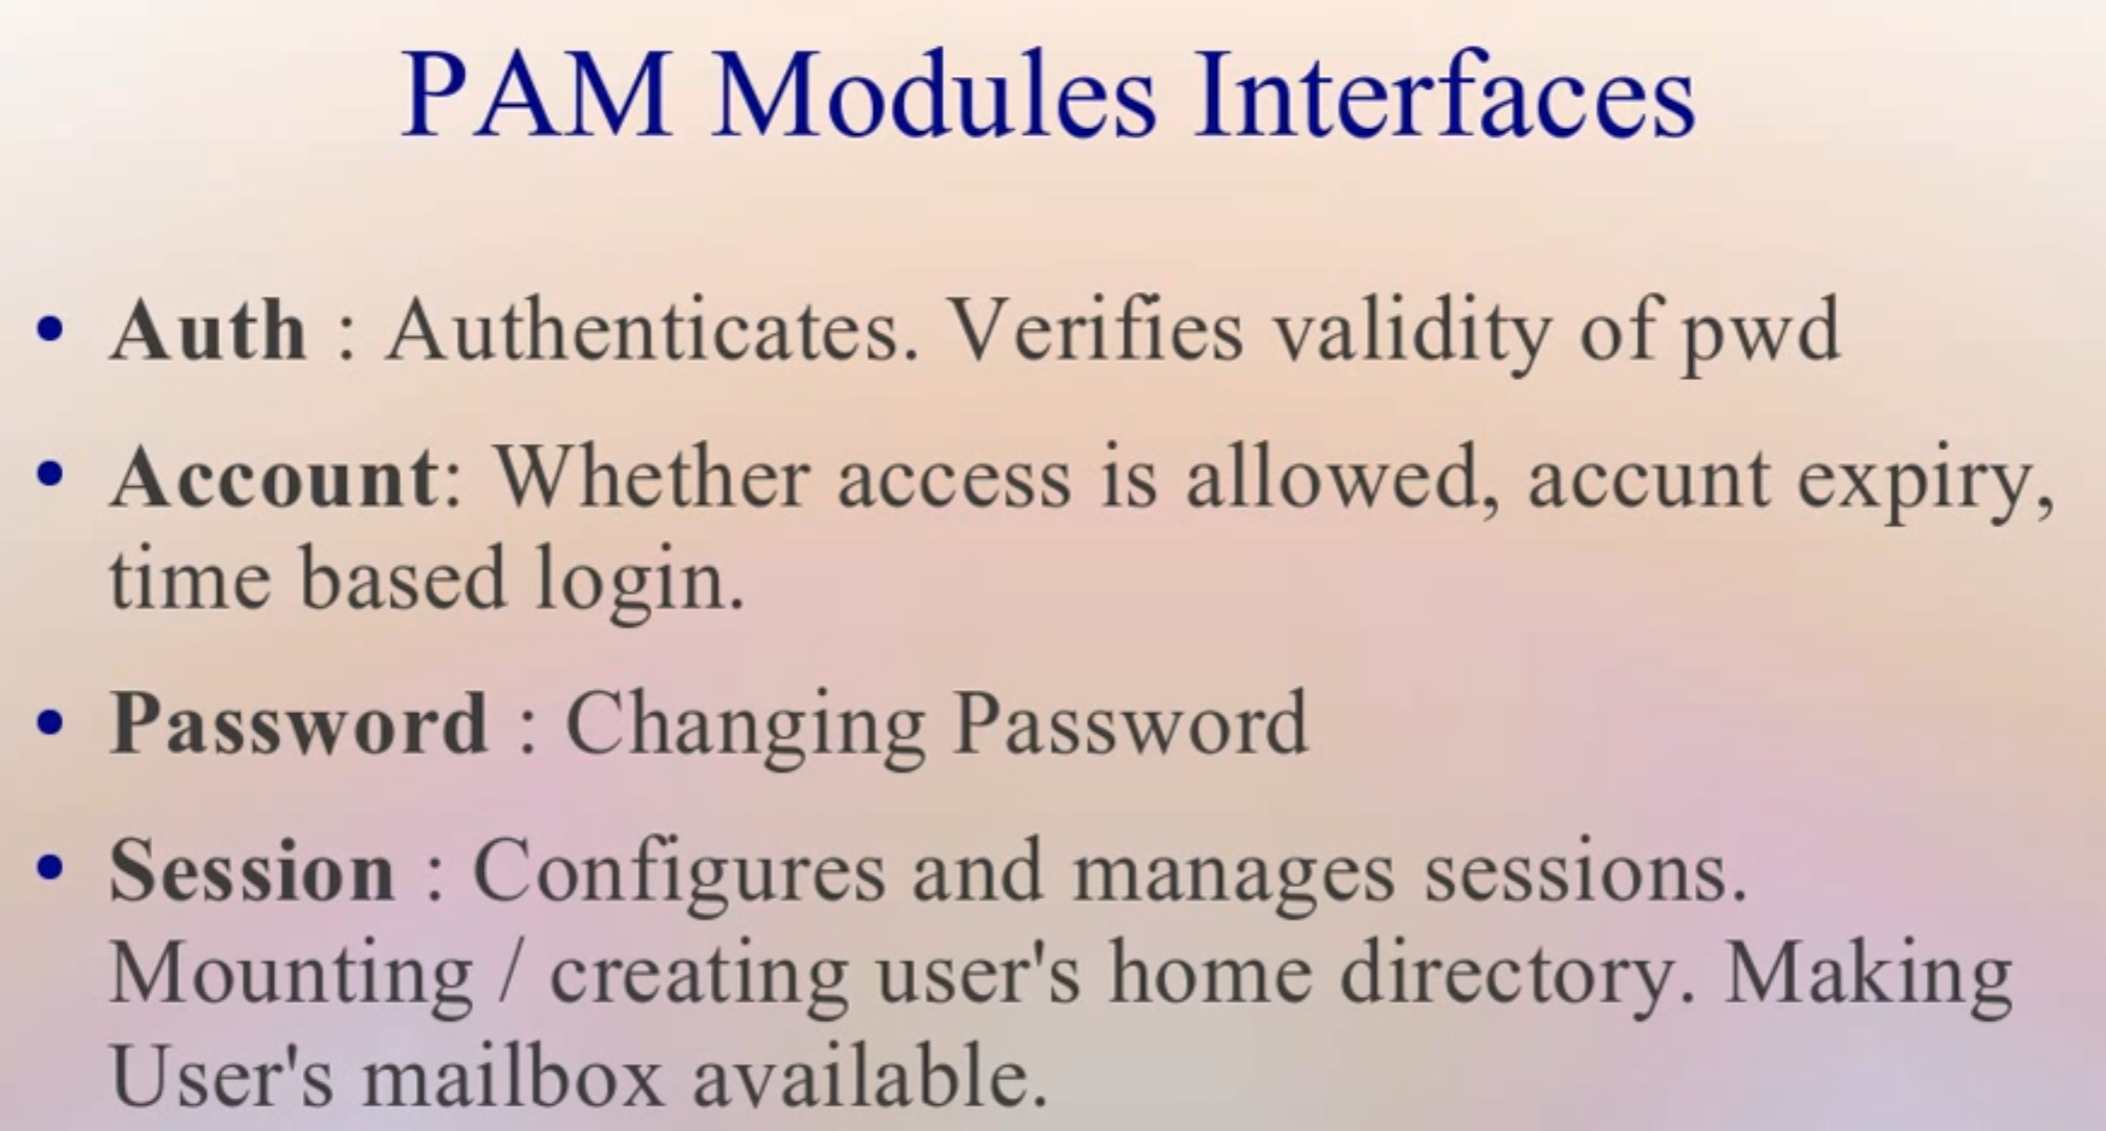 PAM Modules Interfaces
• Auth : Authenticates. Verifies validity of pwd
• Account: Whether access is allowed, accunt expiry,
time based login.
• Password : Changing Password
• Session : Configures and manages sessions.
Mounting / creating user's home directory. Making
User's mailbox available.